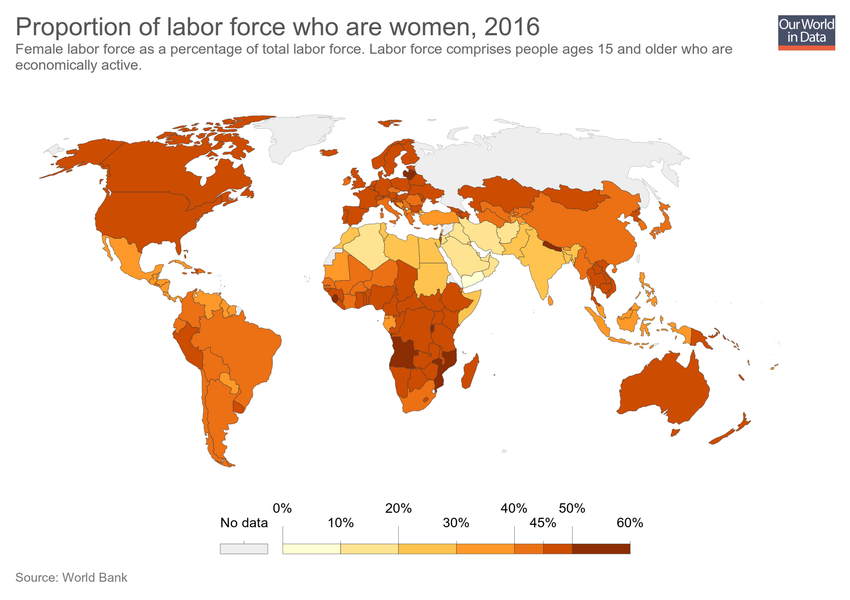 Proportion of labor force who are women, 2016
Our World
in Data
Female labor force as a percentage of total labor force. Labor force comprises people ages 15 and older who are
economically active.
0% 20% 40% 50%
No data 10% 30% 45% 60%
Source: World Bank